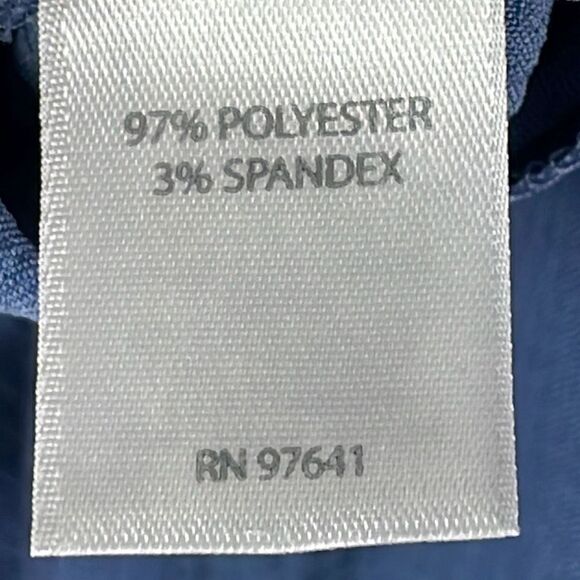 97% POLYESTER
3% SPANDEX
RN 97641